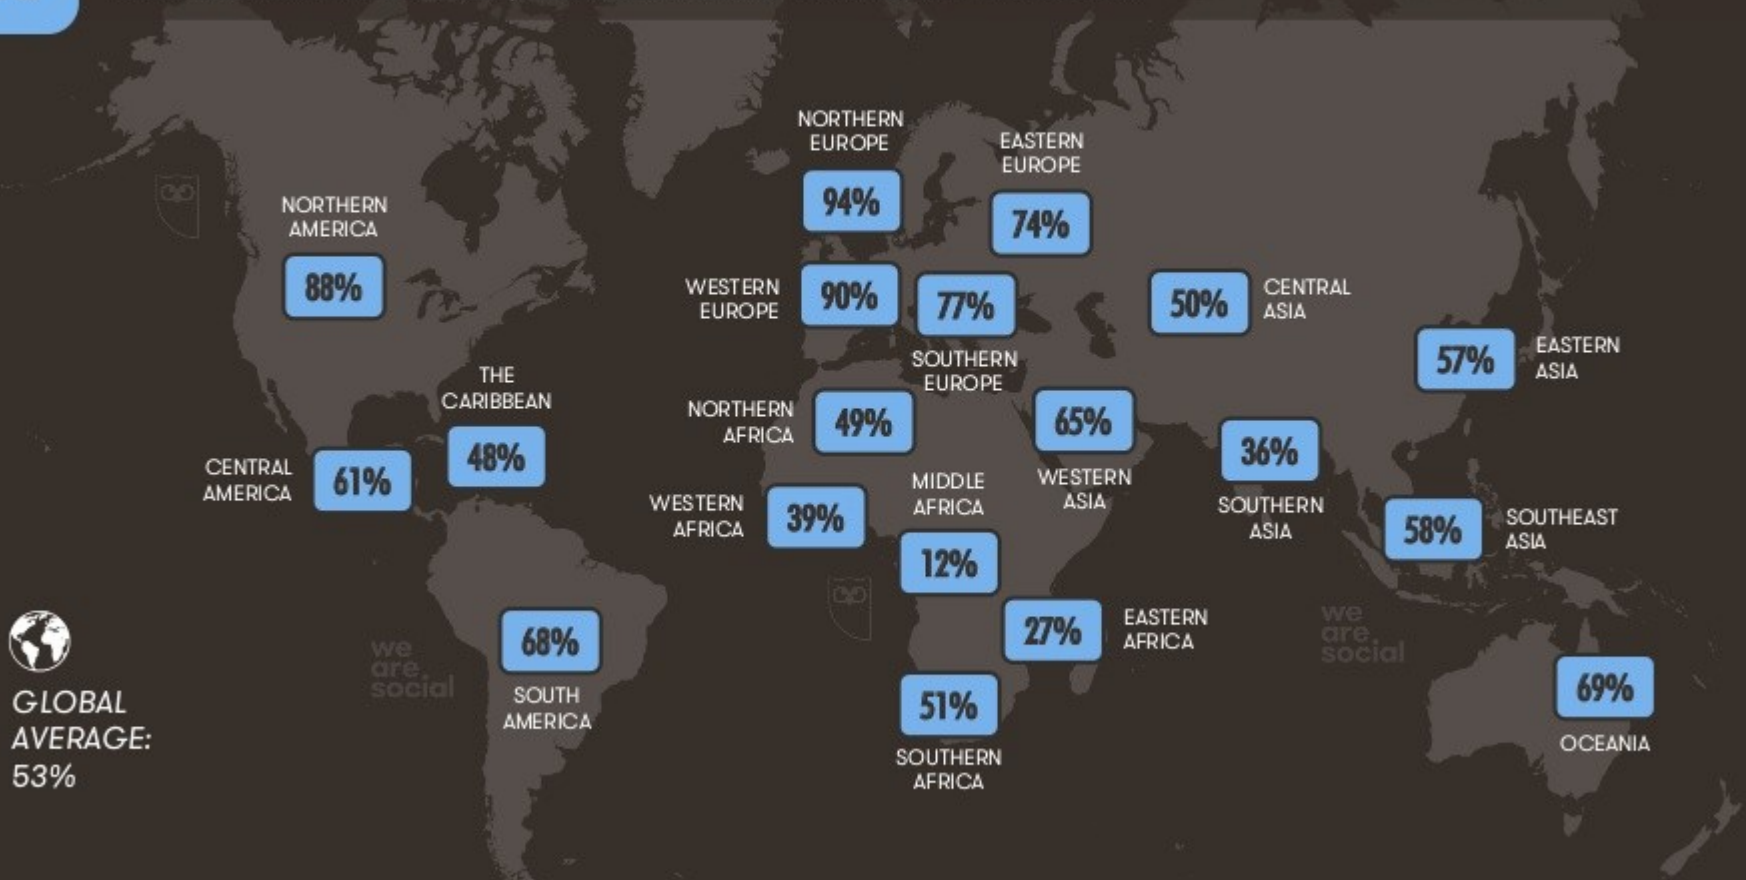 NORTHERN
EUROPE
94%
EASTERN
EUROPE
74%
NORTHERN
AMERICA
88%
WESTERN
EUROPE
90%
77%
SOUTHERN
EUROPE
50%
CENTRAL
ASIA
57%
EASTERN
ASIA
THE
CARIBBEAN
48%
CENTRAL
AMERICA
61%
NORTHERN
AFRICA
49%
65%
WESTERN
ASIA
36%
SOUTHERN
ASIA
WESTERN
AFRICA
39%
MIDDLE
AFRICA
12%
58%
SOUTHEAST
ASIA
27%
EASTERN
AFRICA
68%
SOUTH
AMERICA
51%
SOUTHERN
AFRICA
69%
OCEANIA
we
are
social
we
are
social
GLOBAL
AVERAGE:
53%